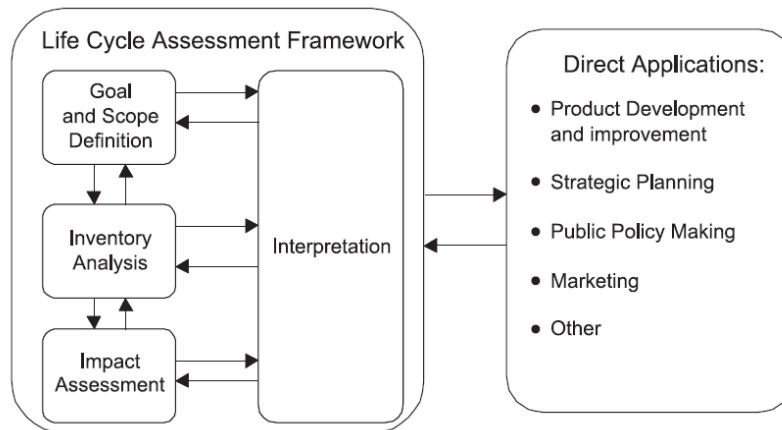 Life Cycle Assessment Framework
Goal
and Scope
Definition
Inventory
Analysis
Impact
Assessment
Interpretation
Direct Applications:
● Product Development
and improvement
● Strategic Planning
● Public Policy Making
● Marketing
● Other